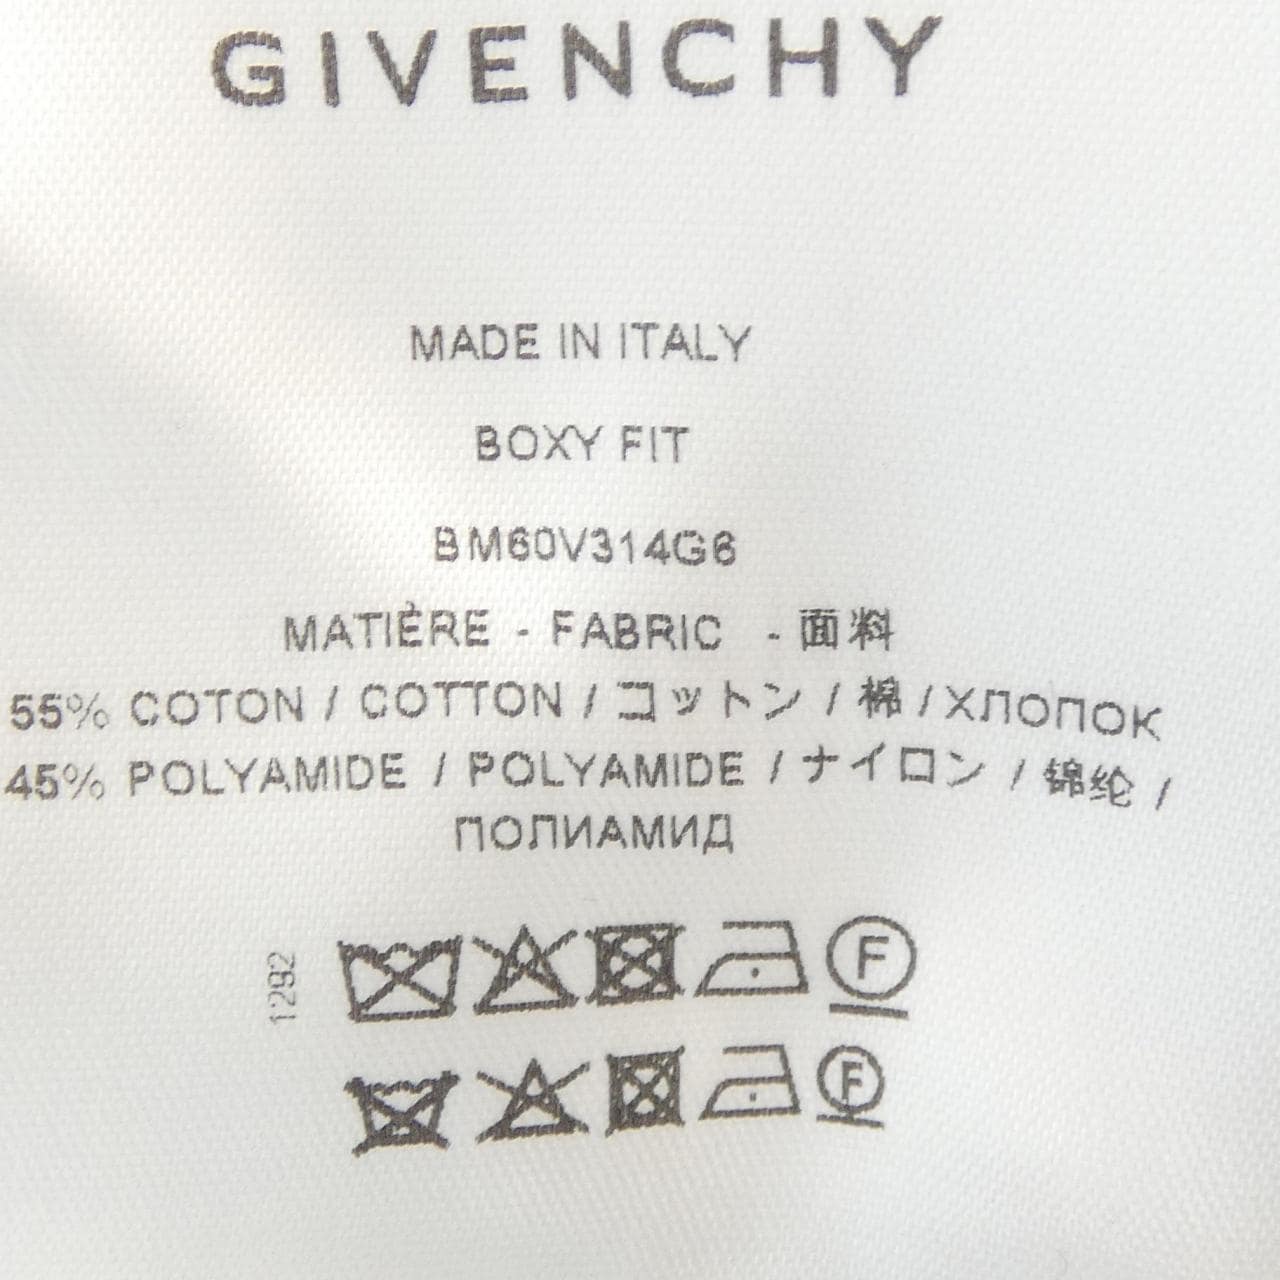 GIVENCHY
MADE IN ITALY
BOXY FIT
BM60V314G6
MATIÈRE - FABRIC - 面料
55% COTON / COTTON / コットン / 棉 / ХЛОПОК
45% POLYAMIDE / POLYAMIDE / ナイロン / 锦纶 /
ПОЛИАМИД
1292
F
F